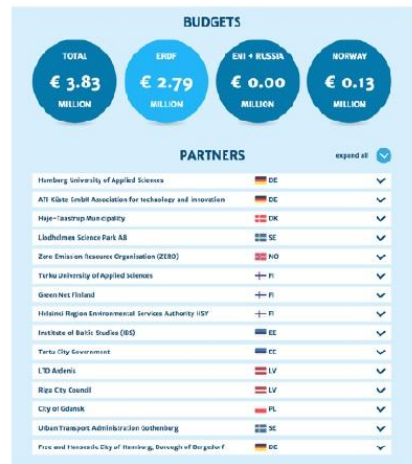 BUDGETS
TOTAL
€ 3.83
MILLION
ERDF
€ 2.79
MILLION
ENI + RUSSIA
€ 0.00
MILLION
NORWAY
€ 0.13
MILLION
PARTNERS
expand all
Hamburg University of Applied Sciences DE
ATI Küste GmbH Association for technology and innovation DE
Høje-Taastrup Municipality DK
Lindholmen Science Park AB SE
Zero Emission Resource Organisation (ZERO) NO
Turku University of Applied Sciences FI
Green Net Finland FI
Helsinki Region Environmental Services Authority HSY FI
Institute of Baltic Studies (IBS) EE
Tartu City Government EE
LTD Ardenis LV
Riga City Council LV
City of Gdansk PL
Urban Transport Administration Gothenburg SE
Free and Hanseatic City of Hamburg, Borough of Bergedorf DE